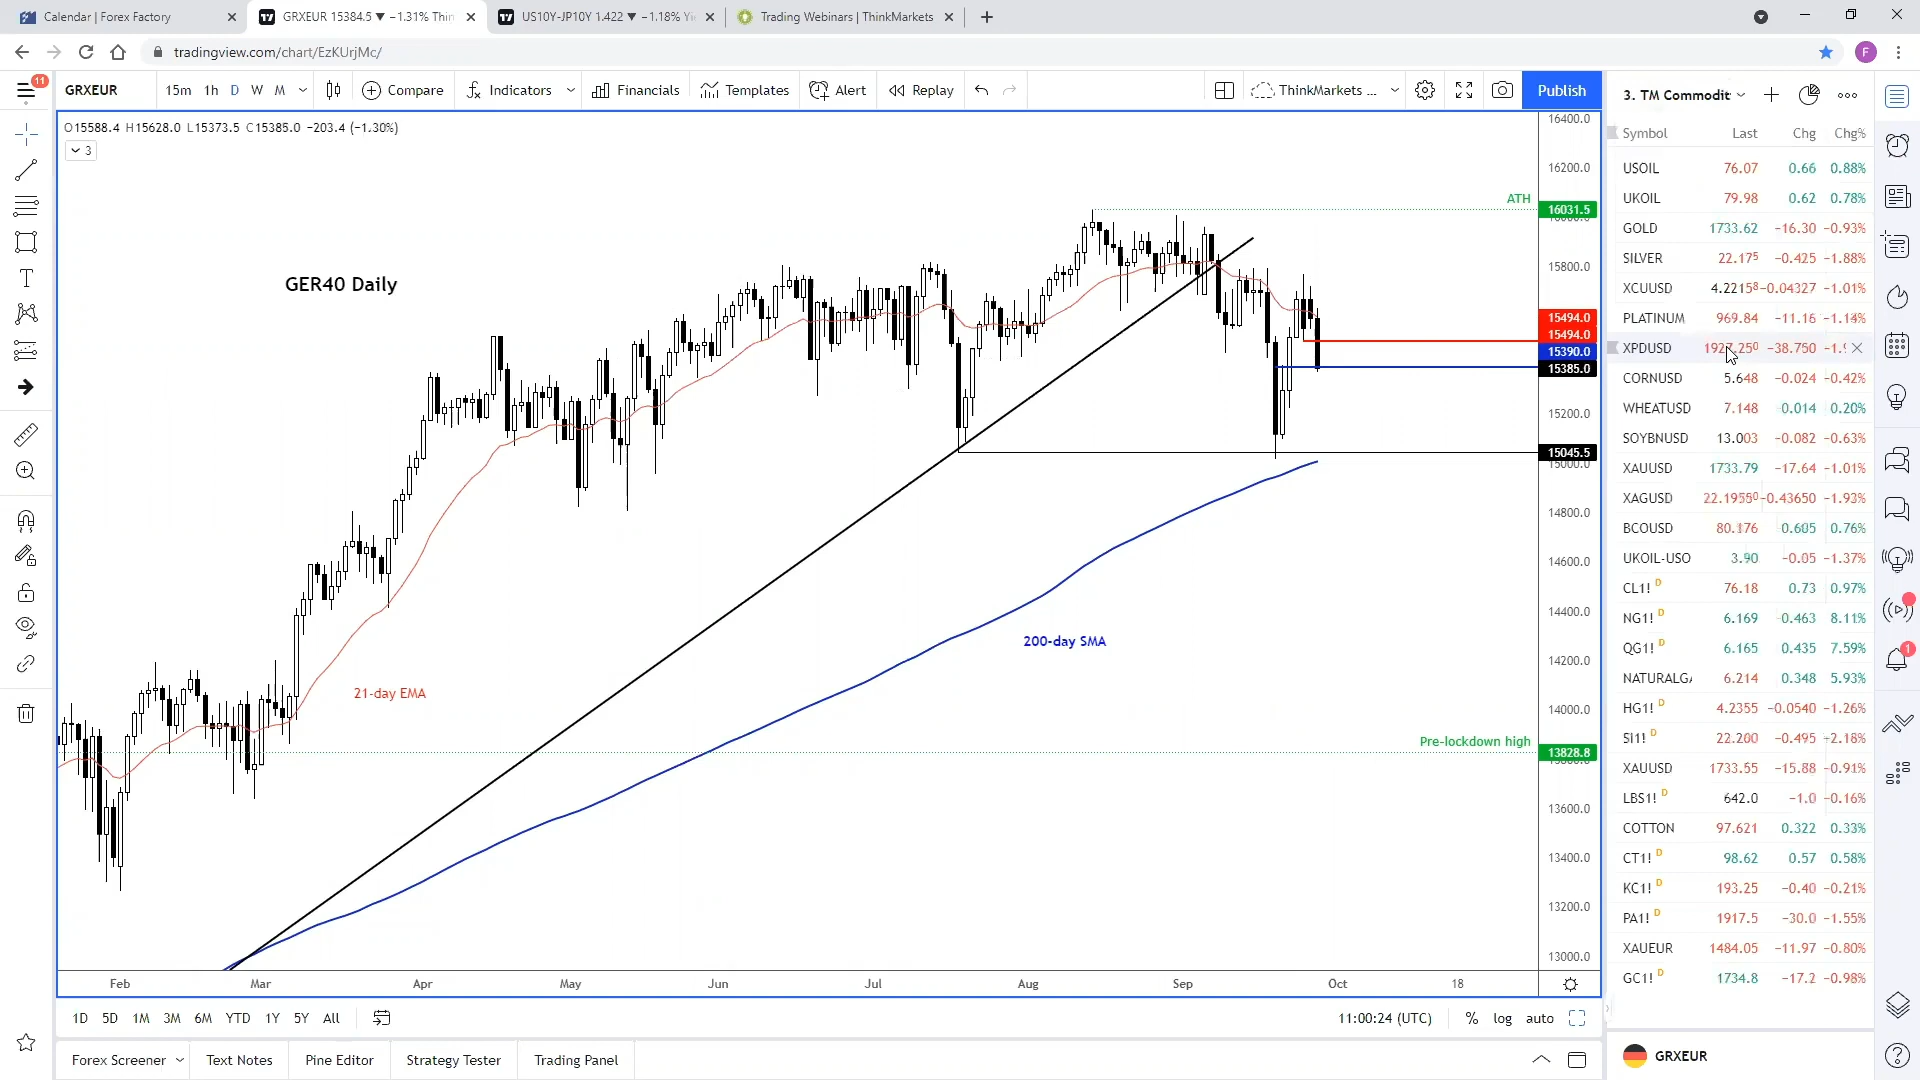 Calendar | Forex Factory
GRXEUR 15384.5 ▼ −1.31% Thin
US10Y-JP10Y 1.422 ▼ −1.18% Yi
Trading Webinars | ThinkMarkets
tradingview.com/chart/EzKUrjMc/
F
11
GRXEUR
15m 1h D W M
Compare
Indicators
Financials
Templates
Alert
Replay
ThinkMarkets ...
Publish
O15588.4 H15628.0 L15373.5 C15385.0 −203.4 (−1.30%)
3
GER40 Daily
ATH
21-day EMA
200-day SMA
Pre-lockdown high
16400.0
16200.0
16031.5
15800.0
15494.0
15494.0
15390.0
15385.0
15200.0
15045.5
15000.0
14800.0
14600.0
14400.0
14200.0
14000.0
13828.8
13600.0
13400.0
13200.0
13000.0
Feb Mar Apr May Jun Jul Aug Sep Oct 18
1D 5D 1M 3M 6M YTD 1Y 5Y All
11:00:24 (UTC) % log auto
Forex Screener Text Notes Pine Editor Strategy Tester Trading Panel
3. TM Commodit
Symbol Last Chg Chg%
USOIL 76.07 0.66 0.88%
UKOIL 79.98 0.62 0.78%
GOLD 1733.62 −16.30 −0.93%
SILVER 22.175 −0.425 −1.88%
XCUUSD 4.22158 −0.04327 −1.01%
PLATINUM 969.84 −11.16 −1.14%
XPDUSD 1927.250 −38.750
CORNUSD 5.648 −0.024 −0.42%
WHEATUSD 7.148 0.014 0.20%
SOYBNUSD 13.003 −0.082 −0.63%
XAUUSD 1733.79 −17.64 −1.01%
XAGUSD 22.19550 −0.43650 −1.93%
BCOUSD 80.176 0.605 0.76%
UKOIL-USO 3.90 −0.05 −1.37%
CL1! D 76.18 0.73 0.97%
NG1! D 6.169 0.463 8.11%
QG1! D 6.165 0.435 7.59%
NATURALGA 6.214 0.348 5.93%
HG1! D 4.2355 −0.0540 −1.26%
SI1! D 22.200 −0.495 −2.18%
XAUUSD 1733.55 −15.88 −0.91%
LBS1! D 642.0 −1.0 −0.16%
COTTON 97.621 0.322 0.33%
CT1! D 98.62 0.57 0.58%
KC1! D 193.25 −0.40 −0.21%
PA1! D 1917.5 −30.0 −1.55%
XAUEUR 1484.05 −11.97 −0.80%
GC1! D 1734.8 −17.2 −0.98%
GRXEUR
1